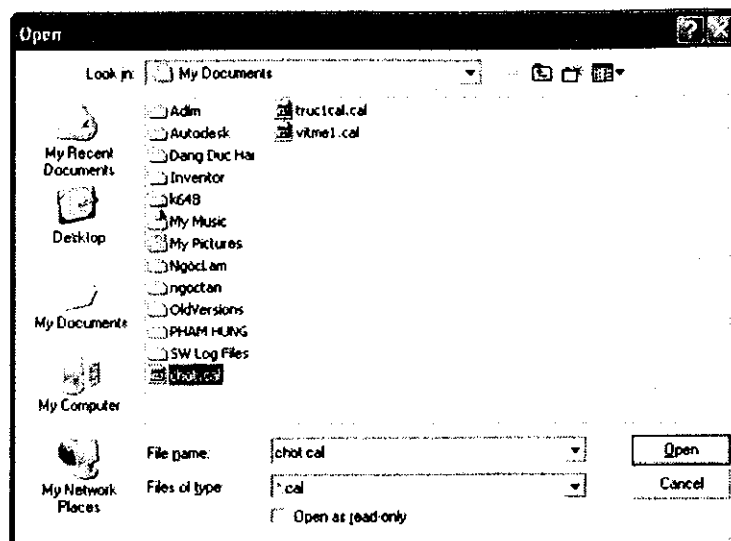 Open
Look in: My Documents
My Recent Documents
Desktop
My Documents
My Computer
My Network Places
Adlm
Autodesk
Dang Duc Hai
Inventor
k64B
My Music
My Pictures
NgocLam
ngoctan
OldVersions
PHAM HUNG
SW Log Files
chot.cal
truc1cal.cal
vitme1.cal
File name: chot.cal Open
Files of type: *.cal Cancel
Open as read-only